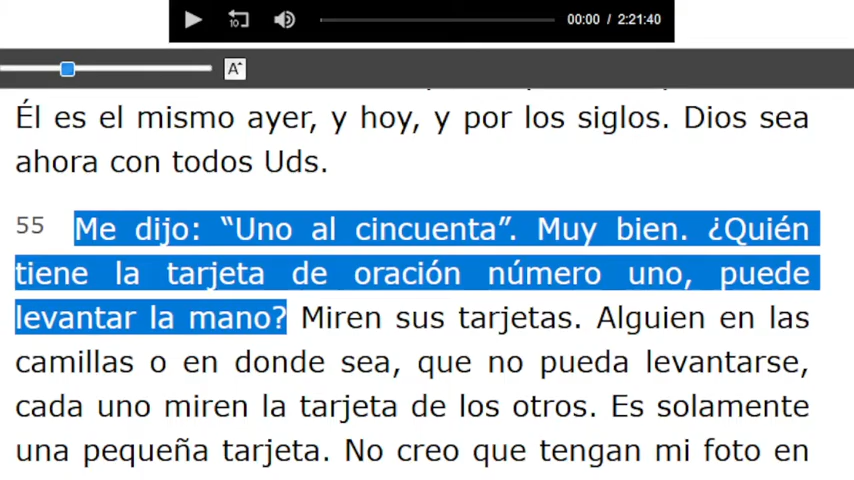 10
00:00 / 2:21:40
A
Él es el mismo ayer, y hoy, y por los siglos. Dios sea
ahora con todos Uds.
55 Me dijo: “Uno al cincuenta”. Muy bien. ¿Quién
tiene la tarjeta de oración número uno, puede
levantar la mano? Miren sus tarjetas. Alguien en las
camillas o en donde sea, que no pueda levantarse,
cada uno miren la tarjeta de los otros. Es solamente
una pequeña tarjeta. No creo que tengan mi foto en